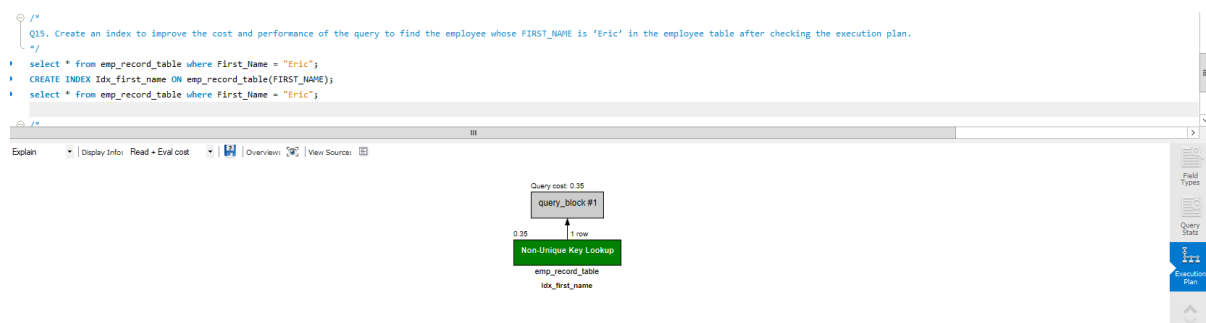 /*
Q15. Create an index to improve the cost and performance of the query to find the employee whose FIRST_NAME is ‘Eric’ in the employee table after checking the execution plan.
*/
select * from emp_record_table where First_Name = "Eric";
CREATE INDEX Idx_first_name ON emp_record_table(FIRST_NAME);
select * from emp_record_table where First_Name = "Eric";
/*
Explain Display Info: Read + Eval cost Overview: View Source:
Query cost: 0.35
query_block #1
0.35 1 row
Non-Unique Key Lookup
emp_record_table
Idx_first_name
Field
Types
Query
Stats
Execution
Plan